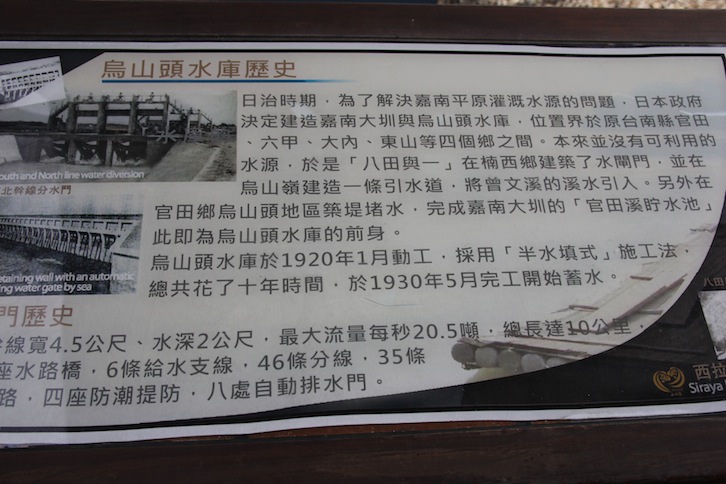 烏山頭水庫歷史
日治時期，為了解決嘉南平原灌溉水源的問題，日本政府
決定建造嘉南大圳與烏山頭水庫，位置界於原台南縣官田
、六甲、大內、東山等四個鄉之間。本來並沒有可利用的
水源，於是「八田與一」在楠西鄉建築了水閘門，並在
烏山嶺建造一條引水道，將曾文溪的溪水引入。另外在
官田鄉烏山頭地區築堤堵水，完成嘉南大圳的「官田溪貯水池」
此即為烏山頭水庫的前身。
烏山頭水庫於1920年1月動工，採用「半水填式」施工法，
總共花了十年時間，於1930年5月完工開始蓄水。
outh and North line water diversion
北幹線分水門
etaining wall with an automatic
ing water gate by sea
門歷史
幹線寬4.5公尺、水深2公尺，最大流量每秒20.5噸，總長達10公里，
座水路橋，6條給水支線，46條分線，35條
路，四座防潮提防，八處自動排水門。
八田
西拉
Siraya